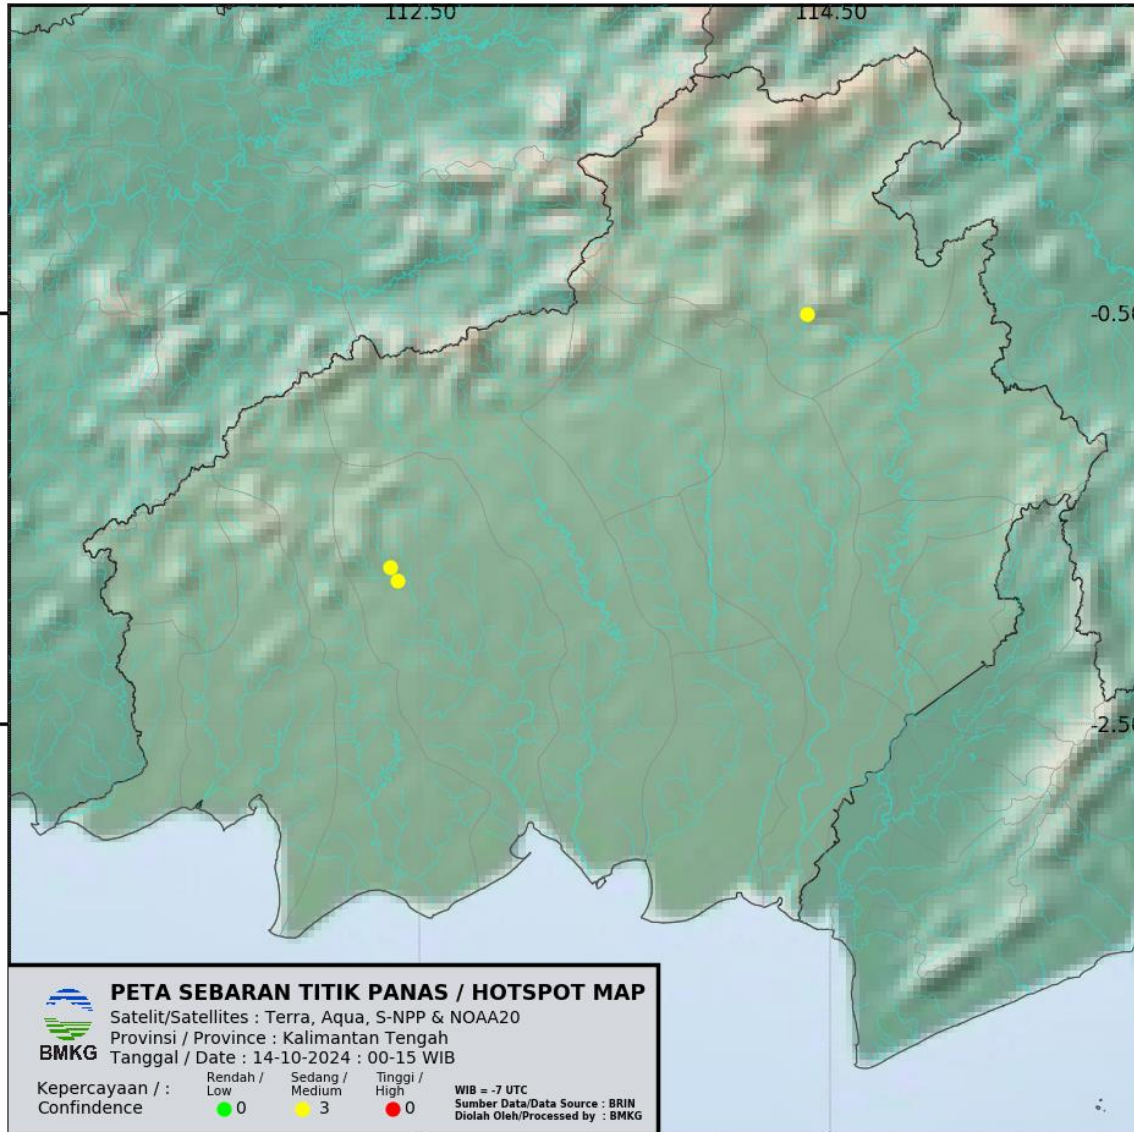 112.50 114.50
-0.50
-2.50
PETA SEBARAN TITIK PANAS / HOTSPOT MAP
Satelit/Satellites : Terra, Aqua, S-NPP & NOAA20
Provinsi / Province : Kalimantan Tengah
Tanggal / Date : 14-10-2024 : 00-15 WIB
BMKG
Kepercayaan / :
Confindence
Rendah /
Low
0
Sedang /
Medium
3
Tinggi /
High
0
WIB = -7 UTC
Sumber Data/Data Source : BRIN
Diolah Oleh/Processed by : BMKG